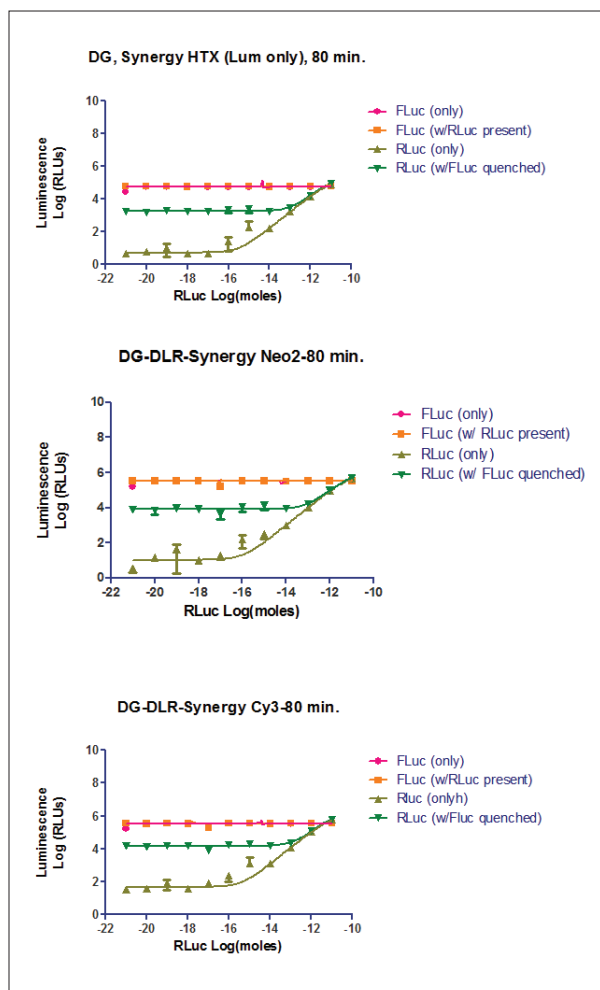 DG, Synergy HTX (Lum only), 80 min.
Luminescence
Log (RLUs)
10
8
6
4
2
0
-22 -20 -18 -16 -14 -12 -10
RLuc Log(moles)
FLuc (only)
FLuc (w/RLuc present)
RLuc (only)
RLuc (w/FLuc quenched)
DG-DLR-Synergy Neo2-80 min.
Luminescence
Log (RLUs)
10
8
6
4
2
0
-22 -20 -18 -16 -14 -12 -10
RLuc Log(moles)
FLuc (only)
FLuc (w/ RLuc present)
RLuc (only)
RLuc (w/ FLuc quenched)
DG-DLR-Synergy Cy3-80 min.
Luminescence
Log (RLUs)
10
8
6
4
2
0
-22 -20 -18 -16 -14 -12 -10
RLuc Log(moles)
FLuc (only)
FLuc (w/RLuc present)
Rluc (onlyh)
RLuc (w/Fluc quenched)